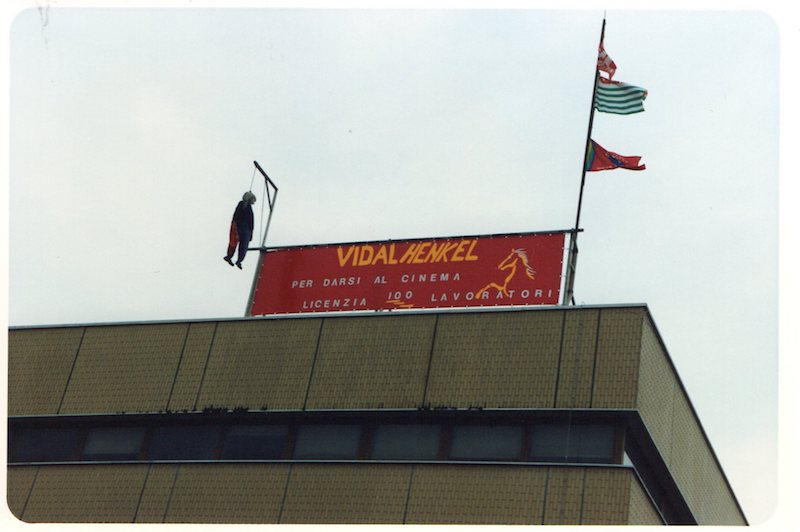 VIDAL HENKEL
PER DARSI AL CINEMA
LICENZIA 100 LAVORATORI